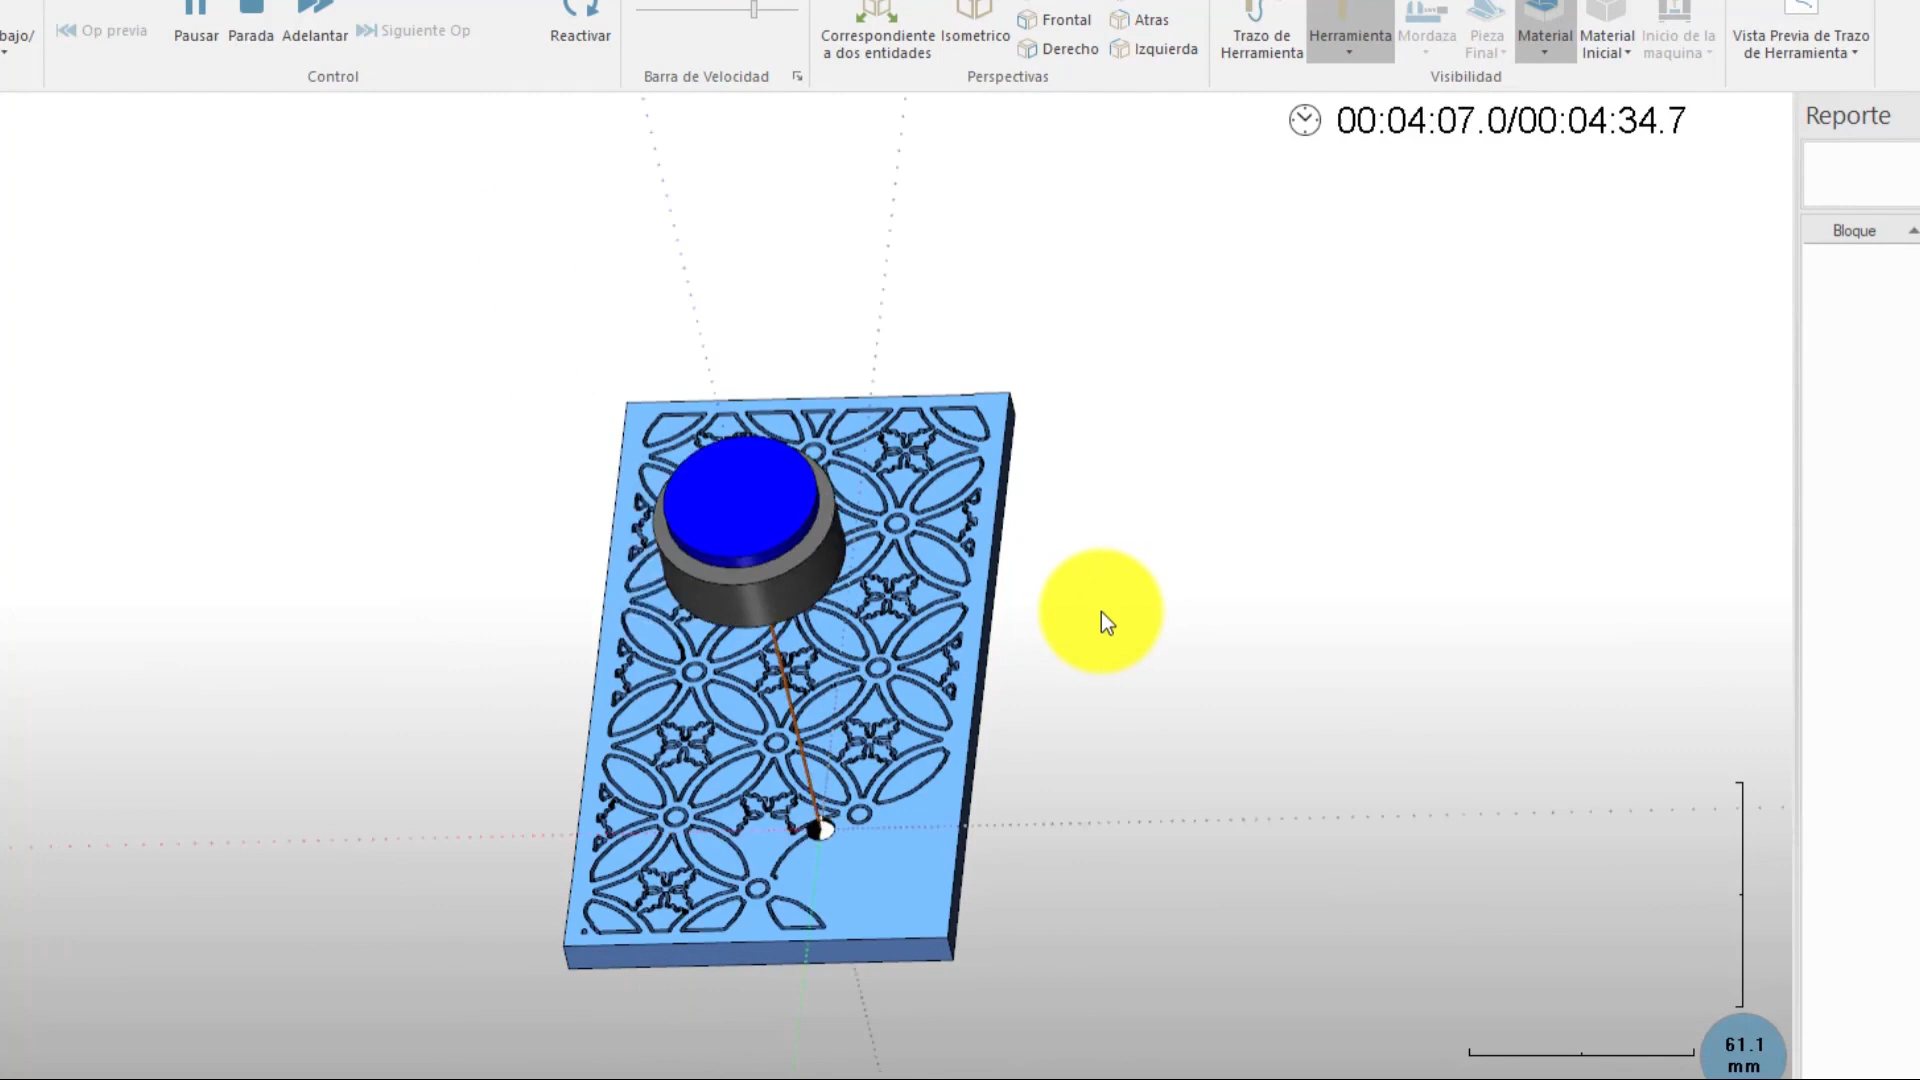 bajo/
Op previa
Pausar
Parada
Adelantar
Siguiente Op
Reactivar
Control
Barra de Velocidad
Correspondiente
a dos entidades
Isometrico
Frontal
Atras
Derecho
Izquierda
Perspectivas
Trazo de
Herramienta
Herramienta
Mordaza
Pieza
Final
Material
Material
Inicial
Inicio de la
maquina
Visibilidad
Vista Previa de Trazo
de Herramienta
00:04:07.0/00:04:34.7
Reporte
Bloque
61.1
mm